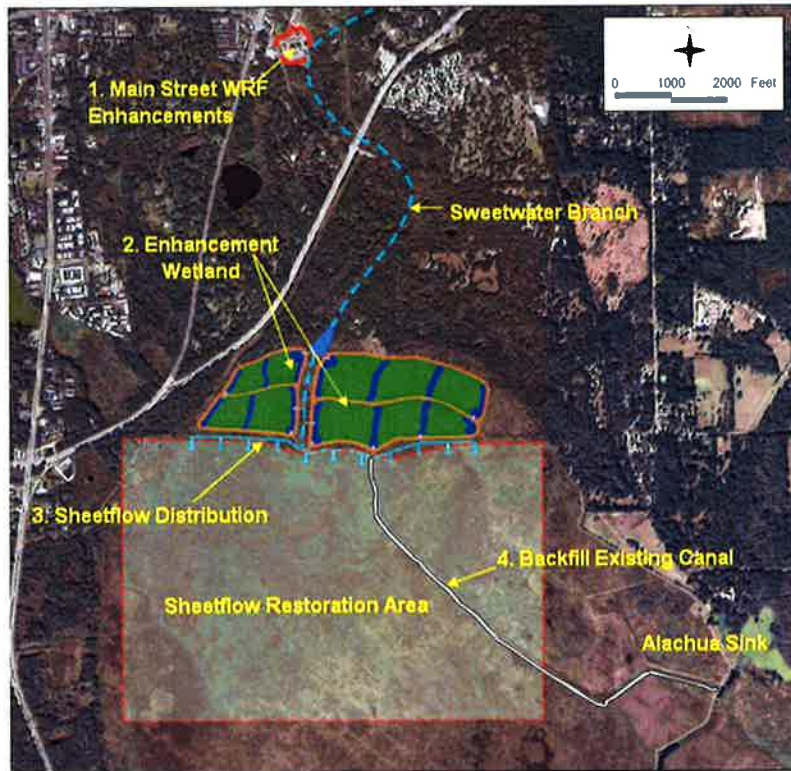 0 1000 2000 Feet
1. Main Street WRF
Enhancements
Sweetwater Branch
2. Enhancement
Wetland
3. Sheetflow Distribution
4. Backfill Existing Canal
Sheetflow Restoration Area
Alachua Sink